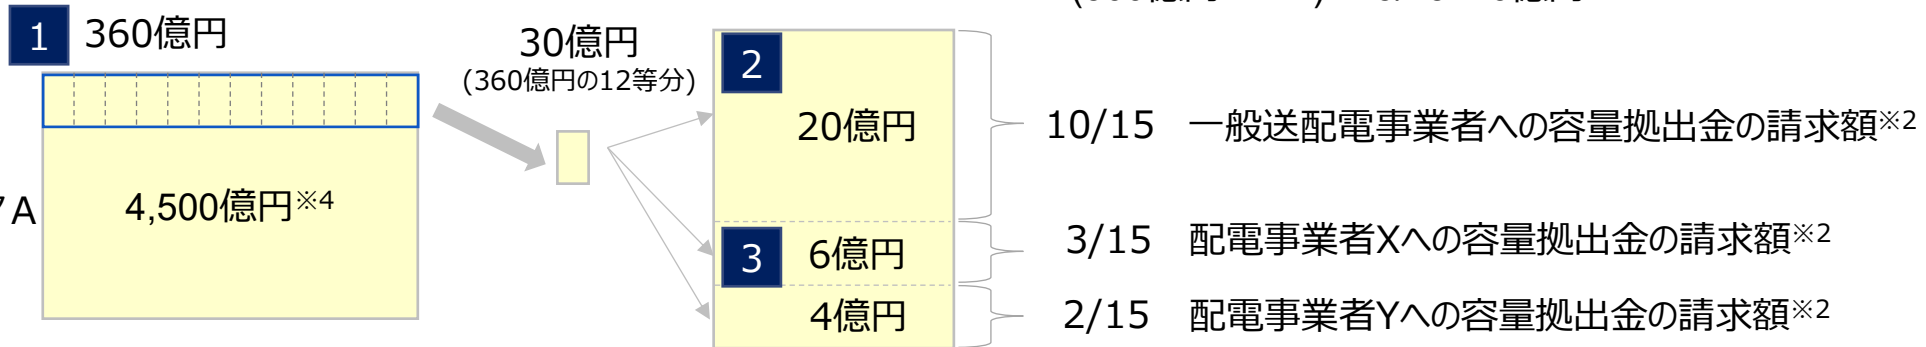 1 360億円
30億円
(360億円の12等分)
2
20億円
10/15 一般送配電事業者への容量拠出金の請求額※2
A
4,500億円※4
3
6億円
3/15 配電事業者Xへの容量拠出金の請求額※2
4億円
2/15 配電事業者Yへの容量拠出金の請求額※2